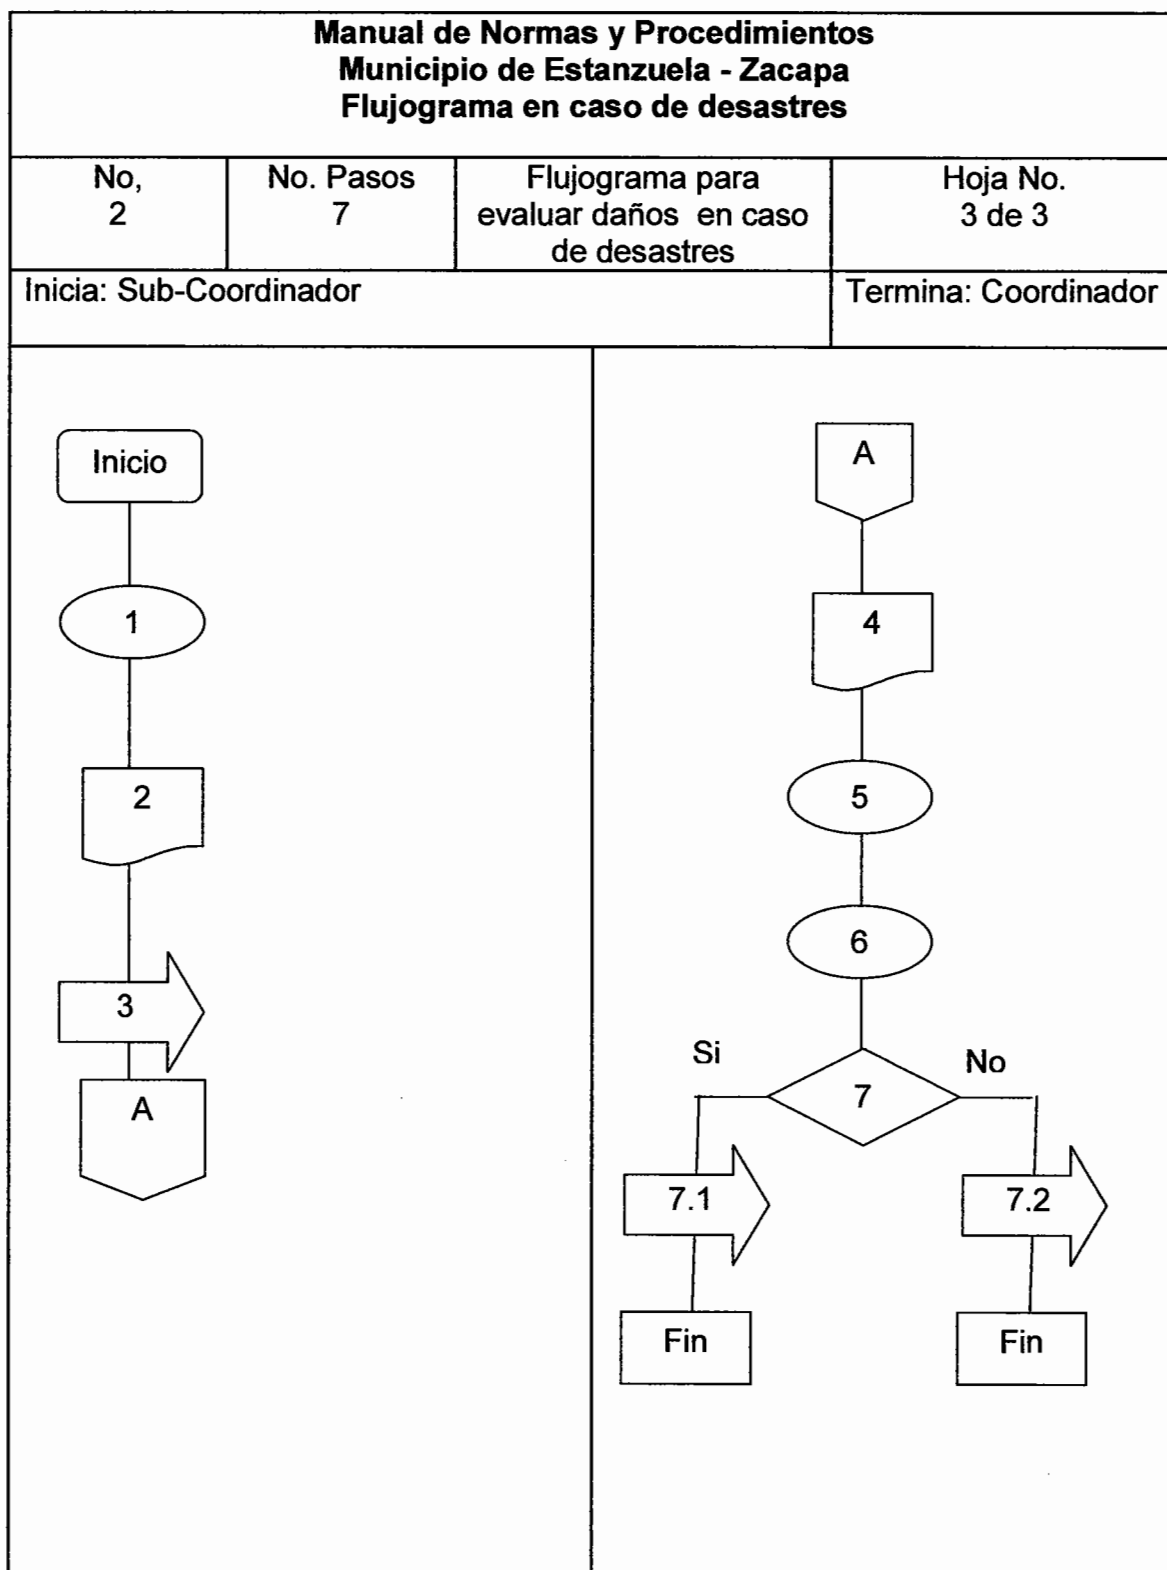 Manual de Normas y Procedimientos
Municipio de Estanzuela - Zacapa
Flujograma en caso de desastres
No,
2
No. Pasos
7
Flujograma para
evaluar daños en caso
de desastres
Hoja No.
3 de 3
Inicia: Sub-Coordinador
Termina: Coordinador
Inicio
1
2
3
A
A
4
5
6
Si
No
7
7.1
7.2
Fin
Fin